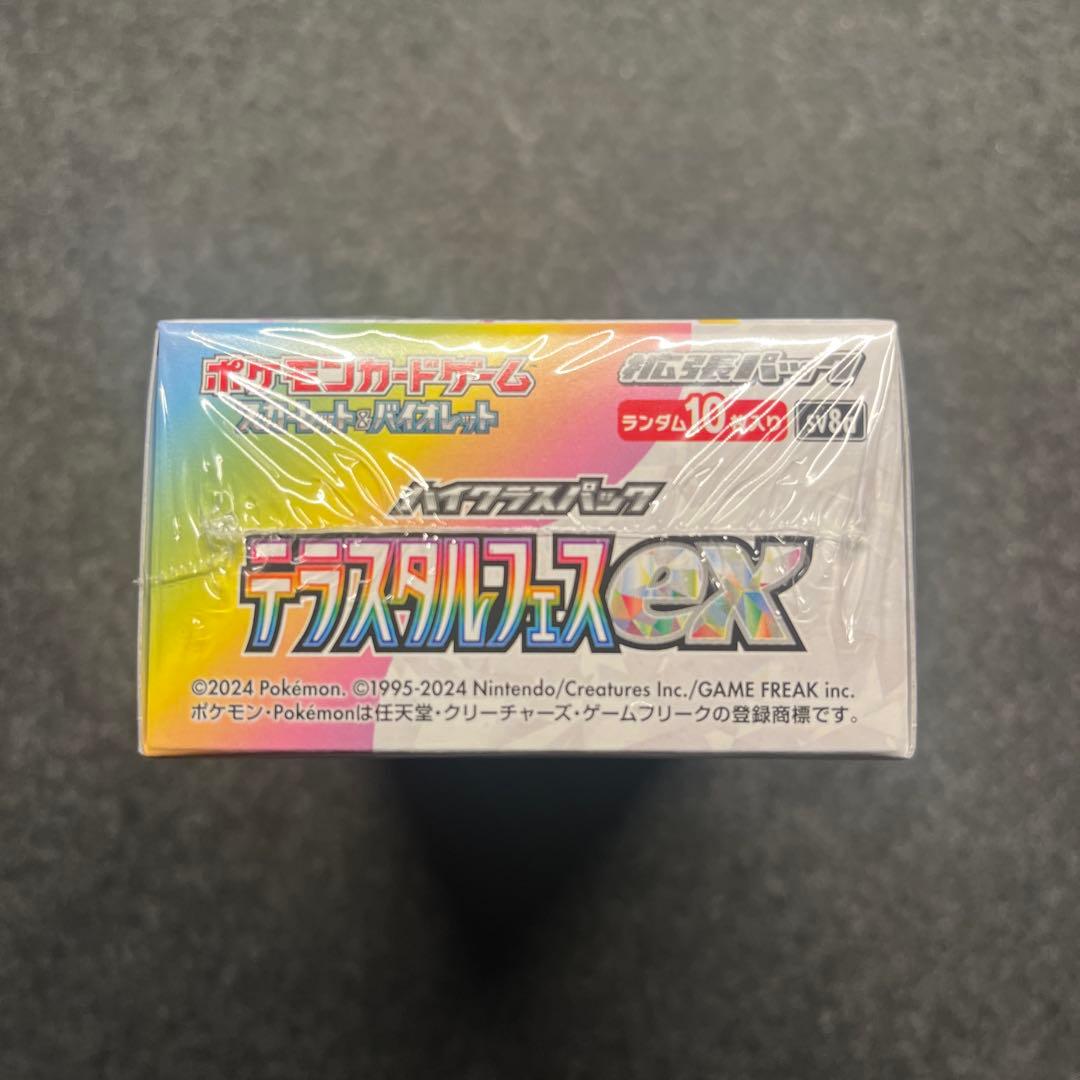 ポケモンカードゲーム
スカーレット&バイオレット
拡張パック
ランダム10枚入り sv8a
ハイクラスパック
テラスタルフェスex
©2024 Pokémon. ©1995-2024 Nintendo/Creatures Inc./GAME FREAK inc.
ポケモン・Pokémonは任天堂・クリーチャーズ・ゲームフリークの登録商標です。